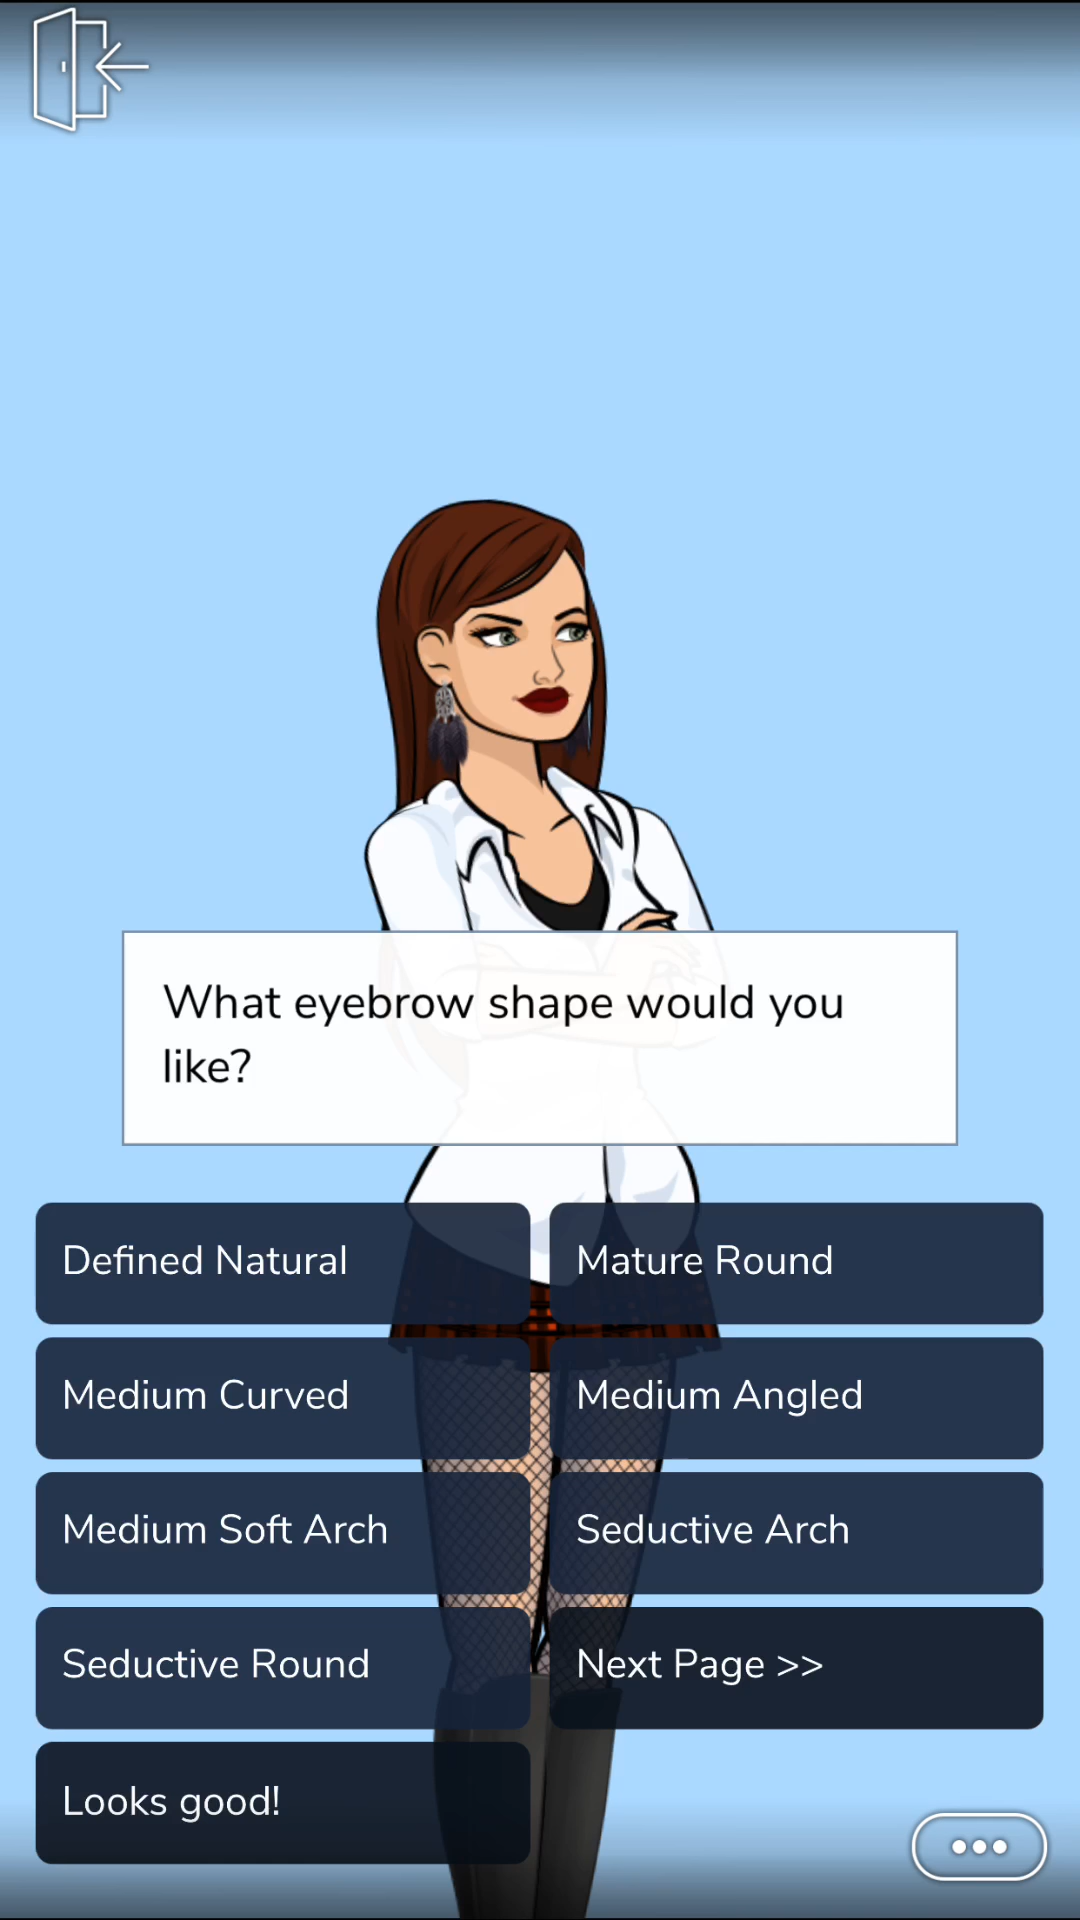 What eyebrow shape would you
like?
Defined Natural
Mature Round
Medium Curved
Medium Angled
Medium Soft Arch
Seductive Arch
Seductive Round
Next Page >>
Looks good!